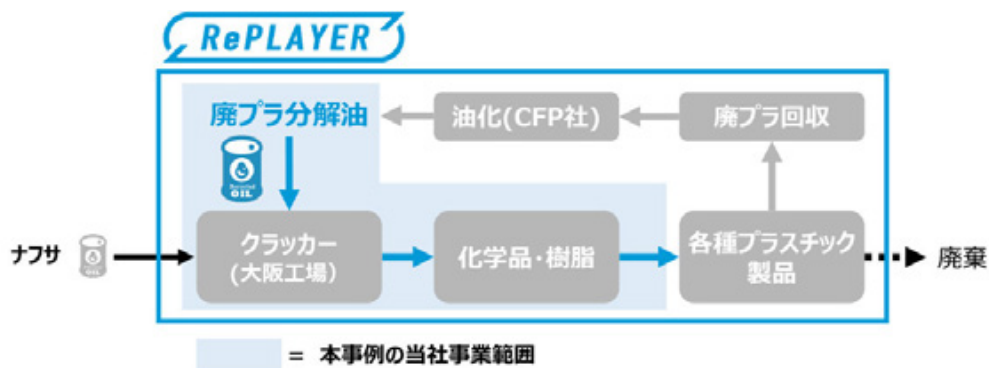 RePLAYER
廃プラ分解油
油化(CFP社)
廃プラ回収
OIL
ナフサ
クラッカー
(大阪工場)
化学品・樹脂
各種プラスチック
製品
廃棄
= 本事例の当社事業範囲